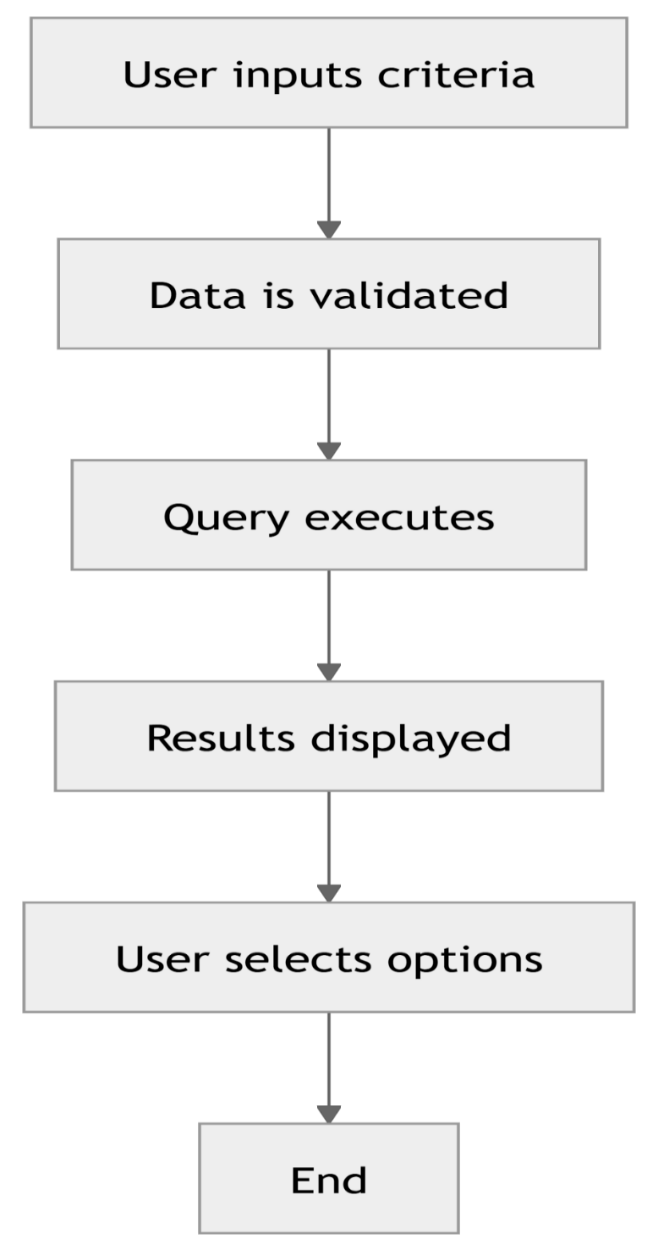 User inputs criteria
Data is validated
Query executes
Results displayed
User selects options
End